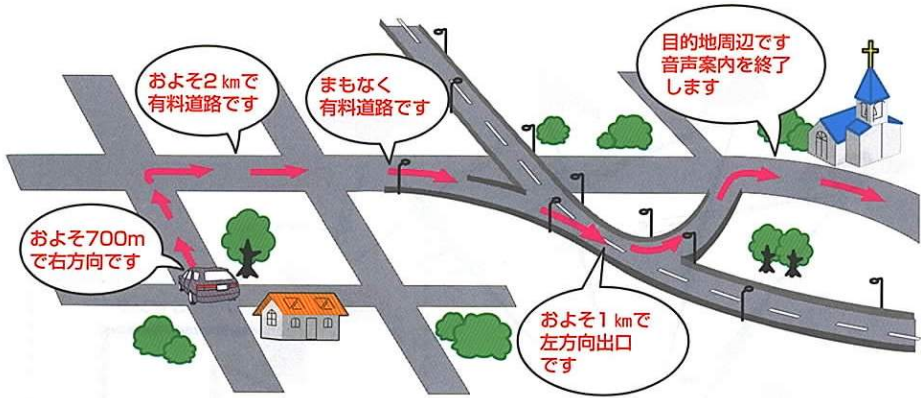 およそ700m
で右方向です
およそ2kmで
有料道路です
まもなく
有料道路です
およそ1kmで
左方向出口
です
目的地周辺です
音声案内を終了
します